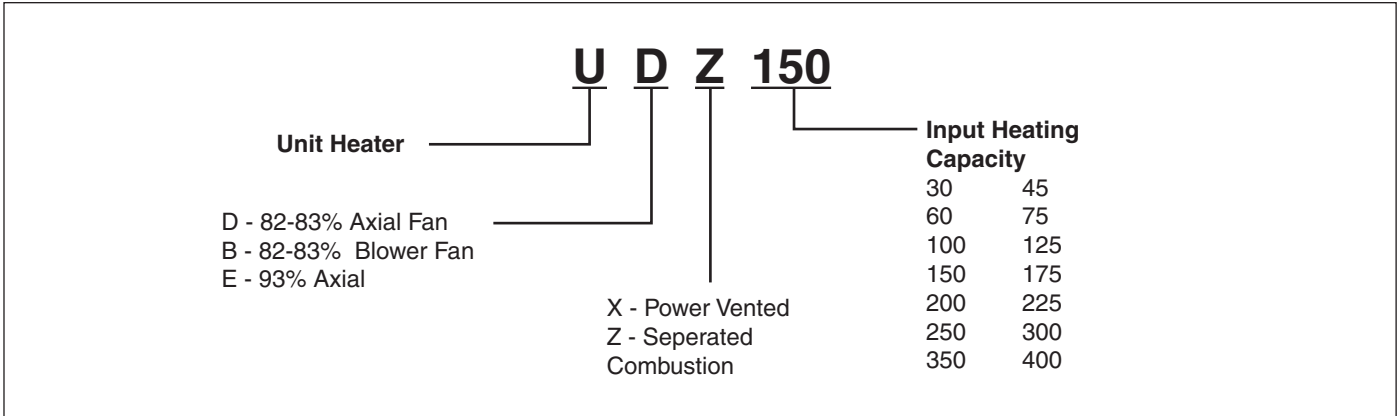 U D Z 150
Unit Heater
D - 82-83% Axial Fan
B - 82-83% Blower Fan
E - 93% Axial
X - Power Vented
Z - Seperated
Combustion
Input Heating
Capacity
30 45
60 75
100 125
150 175
200 225
250 300
350 400